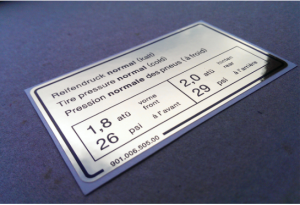 Reifendruck normal (kalt)
Tire pressure normal (cold)
Pression normale des pneus (à froid)
1,8 atü vorne front
26 psi à l'avant
2,0 atü hinten rear
29 psi à l'arrière
901.006.505.00